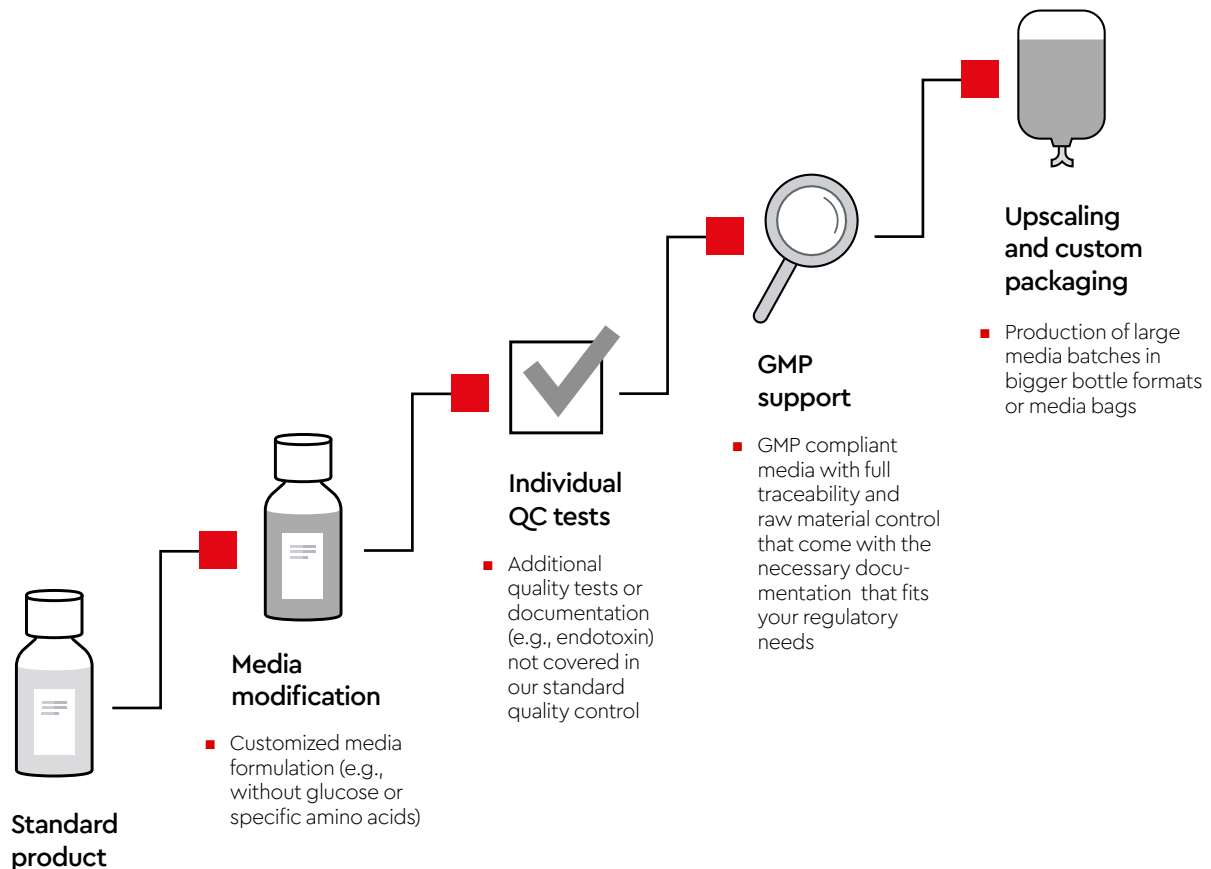 Standard
product
Media
modification
Customized media
formulation (e.g.,
without glucose or
specific amino acids)
Individual
QC tests
Additional
quality tests or
documentation
(e.g., endotoxin)
not covered in
our standard
quality control
GMP
support
GMP compliant
media with full
traceability and
raw material control
that come with the
necessary docu-
mentation that fits
your regulatory
needs
Upscaling
and custom
packaging
Production of large
media batches in
bigger bottle formats
or media bags